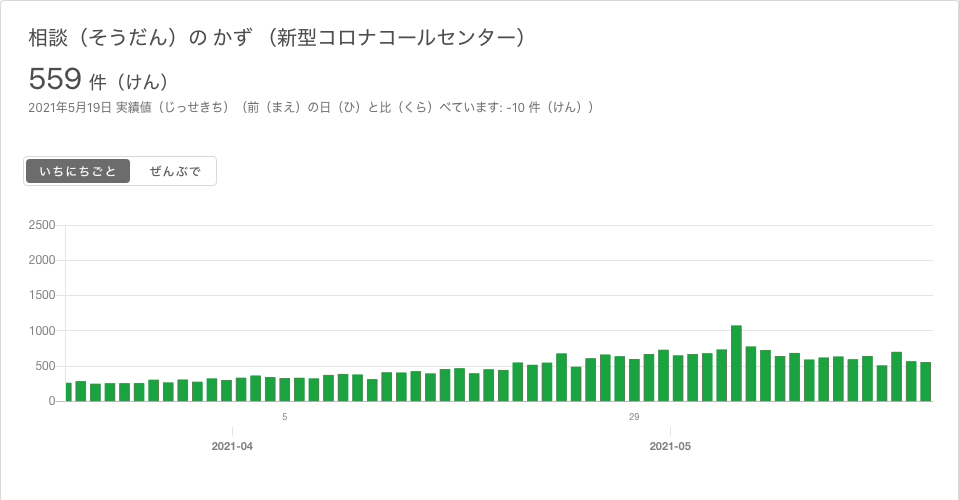 相談（そうだん）の かず （新型コロナコールセンター）
559 件（けん）
2021年5月19日 実績値（じっせきち）（前（まえ）の日（ひ）と比（くら）べています: -10 件（けん））
いちにちごと ぜんぶで
2500
2000
1500
1000
500
0
5 29
2021-04 2021-05